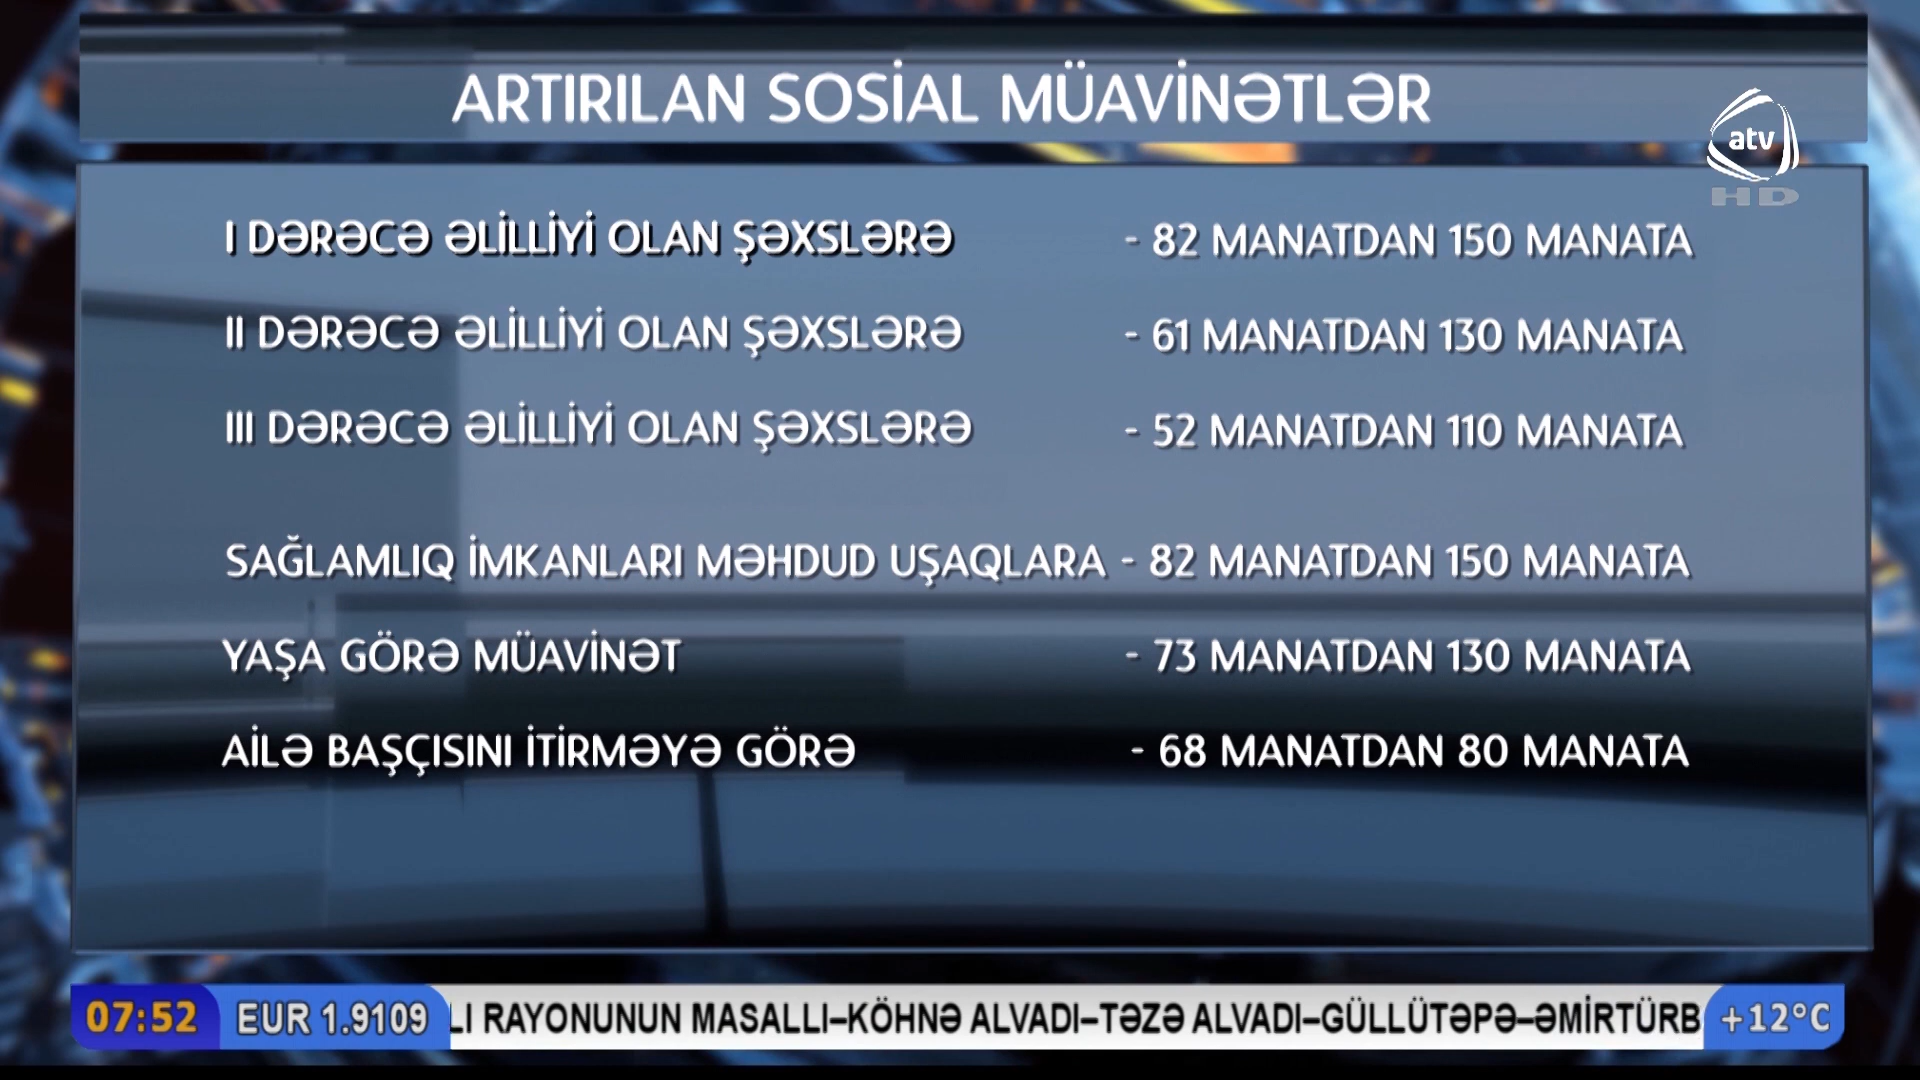 ARTIRILAN SOSİAL MÜAVİNƏTLƏR
atv
HD
I DƏRƏCƏ ƏLİLLİYİ OLAN ŞƏXSLƏRƏ - 82 MANATDAN 150 MANATA
II DƏRƏCƏ ƏLİLLİYİ OLAN ŞƏXSLƏRƏ - 61 MANATDAN 130 MANATA
III DƏRƏCƏ ƏLİLLİYİ OLAN ŞƏXSLƏRƏ - 52 MANATDAN 110 MANATA
SAĞLAMLIQ İMKANLARI MƏHDUD UŞAQLARA - 82 MANATDAN 150 MANATA
YAŞA GÖRƏ MÜAVİNƏT - 73 MANATDAN 130 MANATA
AİLƏ BAŞÇISINI İTİRMƏYƏ GÖRƏ - 68 MANATDAN 80 MANATA
07:52 EUR 1.9109 LI RAYONUNUN MASALLI–KÖHNƏ ALVADI–TƏZƏ ALVADI–GÜLLÜTƏPƏ–ƏMİRTÜRB +12°C